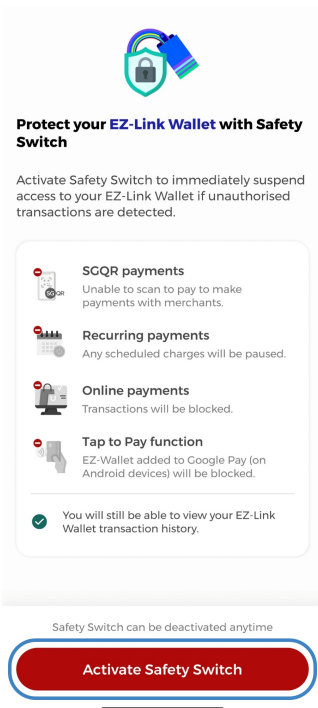 Protect your EZ-Link Wallet with Safety
Switch
Activate Safety Switch to immediately suspend
access to your EZ-Link Wallet if unauthorised
transactions are detected.
SGQR payments
Unable to scan to pay to make
payments with merchants.
SGQR
Recurring payments
Any scheduled charges will be paused.
Online payments
Transactions will be blocked.
Tap to Pay function
EZ-Wallet added to Google Pay (on
Android devices) will be blocked.
You will still be able to view your EZ-Link
Wallet transaction history.
Safety Switch can be deactivated anytime
Activate Safety Switch